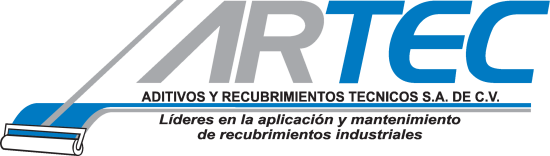 ARTEC
ADITIVOS Y RECUBRIMIENTOS TECNICOS S.A. DE C.V.
Líderes en la aplicación y mantenimiento
de recubrimientos industriales